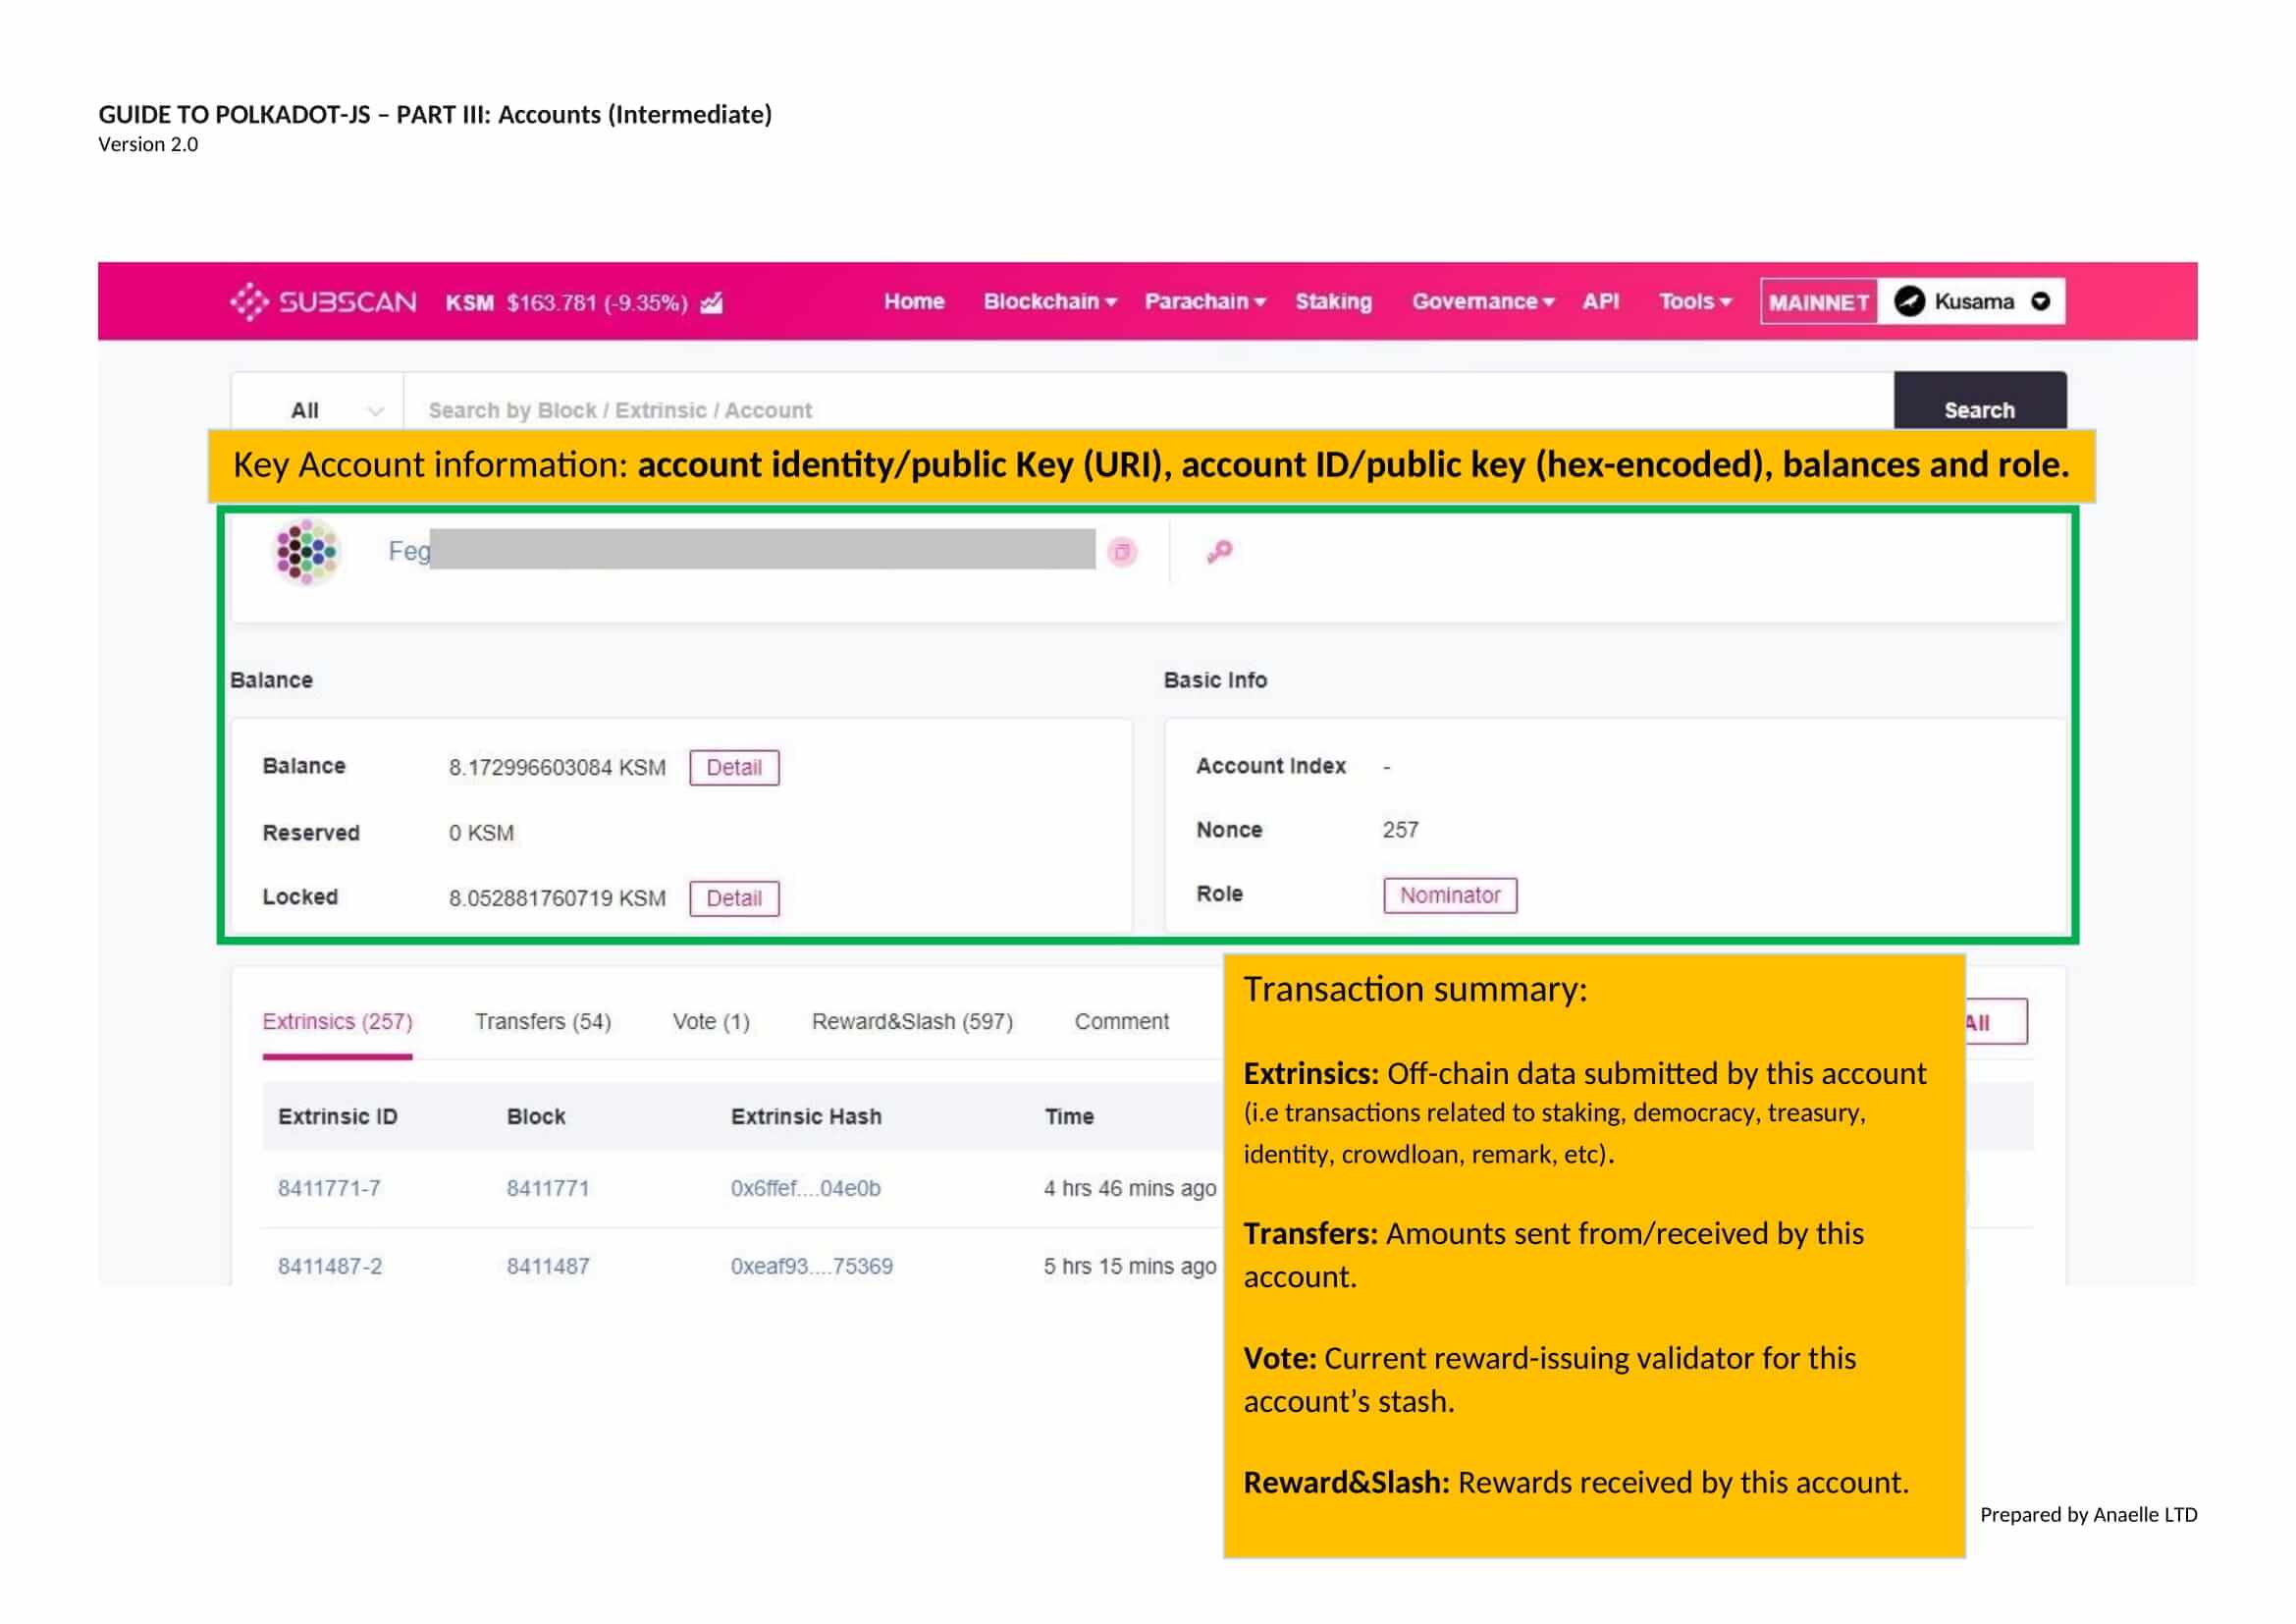 GUIDE TO POLKADOT-JS – PART III: Accounts (Intermediate)
Version 2.0
SUBSCAN KSM $163.781 (-9.35%) Home Blockchain Parachain Staking Governance API Tools MAINNET Kusama
All Search by Block / Extrinsic / Account Search
Key Account information: account identity/public Key (URI), account ID/public key (hex-encoded), balances and role.
Feg
Balance Basic Info
Balance 8.172996603084 KSM Detail Account Index -
Reserved 0 KSM Nonce 257
Locked 8.052881760719 KSM Detail Role Nominator
Extrinsics (257) Transfers (54) Vote (1) Reward&Slash (597) Comment All
Extrinsic ID Block Extrinsic Hash Time
8411771-7 8411771 0x6ffef....04e0b 4 hrs 46 mins ago
8411487-2 8411487 0xeaf93....75369 5 hrs 15 mins ago
Transaction summary:
Extrinsics: Off-chain data submitted by this account
(i.e transactions related to staking, democracy, treasury,
identity, crowdloan, remark, etc).
Transfers: Amounts sent from/received by this
account.
Vote: Current reward-issuing validator for this
account’s stash.
Reward&Slash: Rewards received by this account.
Prepared by Anaelle LTD